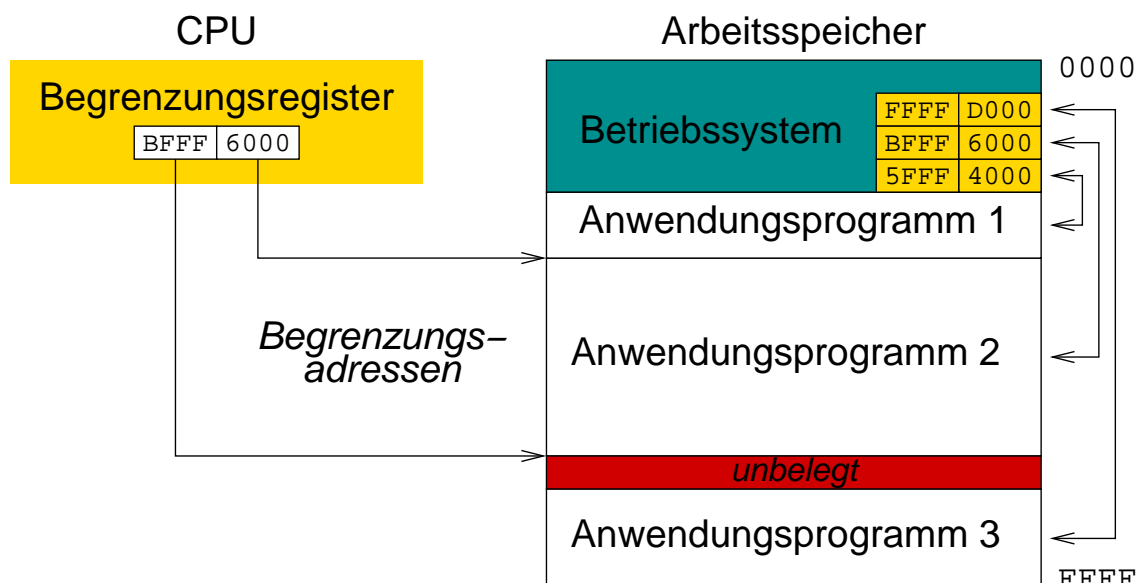 CPU
Arbeitsspeicher
0000
Begrenzungsregister
BFFF 6000
Betriebssystem
FFFF D000
BFFF 6000
5FFF 4000
Anwendungsprogramm 1
Begrenzungs-
adressen
Anwendungsprogramm 2
unbelegt
Anwendungsprogramm 3
FFFF